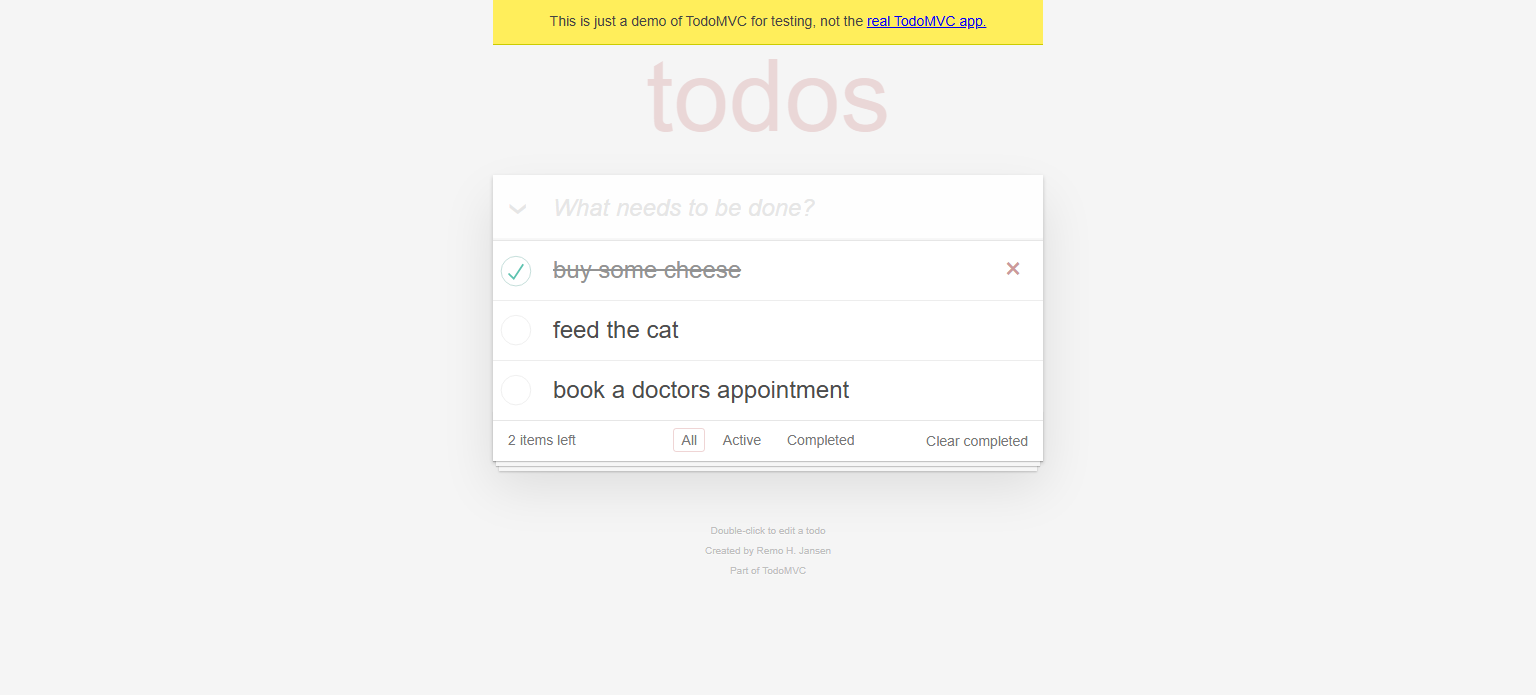 This is just a demo of TodoMVC for testing, not the real TodoMVC app.
todos
What needs to be done?
buy some cheese
feed the cat
book a doctors appointment
2 items left All Active Completed Clear completed
Double-click to edit a todo
Created by Remo H. Jansen
Part of TodoMVC